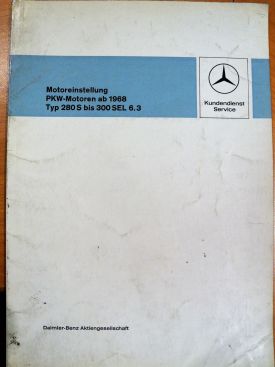 Motoreinstellung
PKW-Motoren ab 1968
Typ 280 S bis 300 SEL 6.3
Kundendienst
Service
Daimler-Benz Aktiengesellschaft